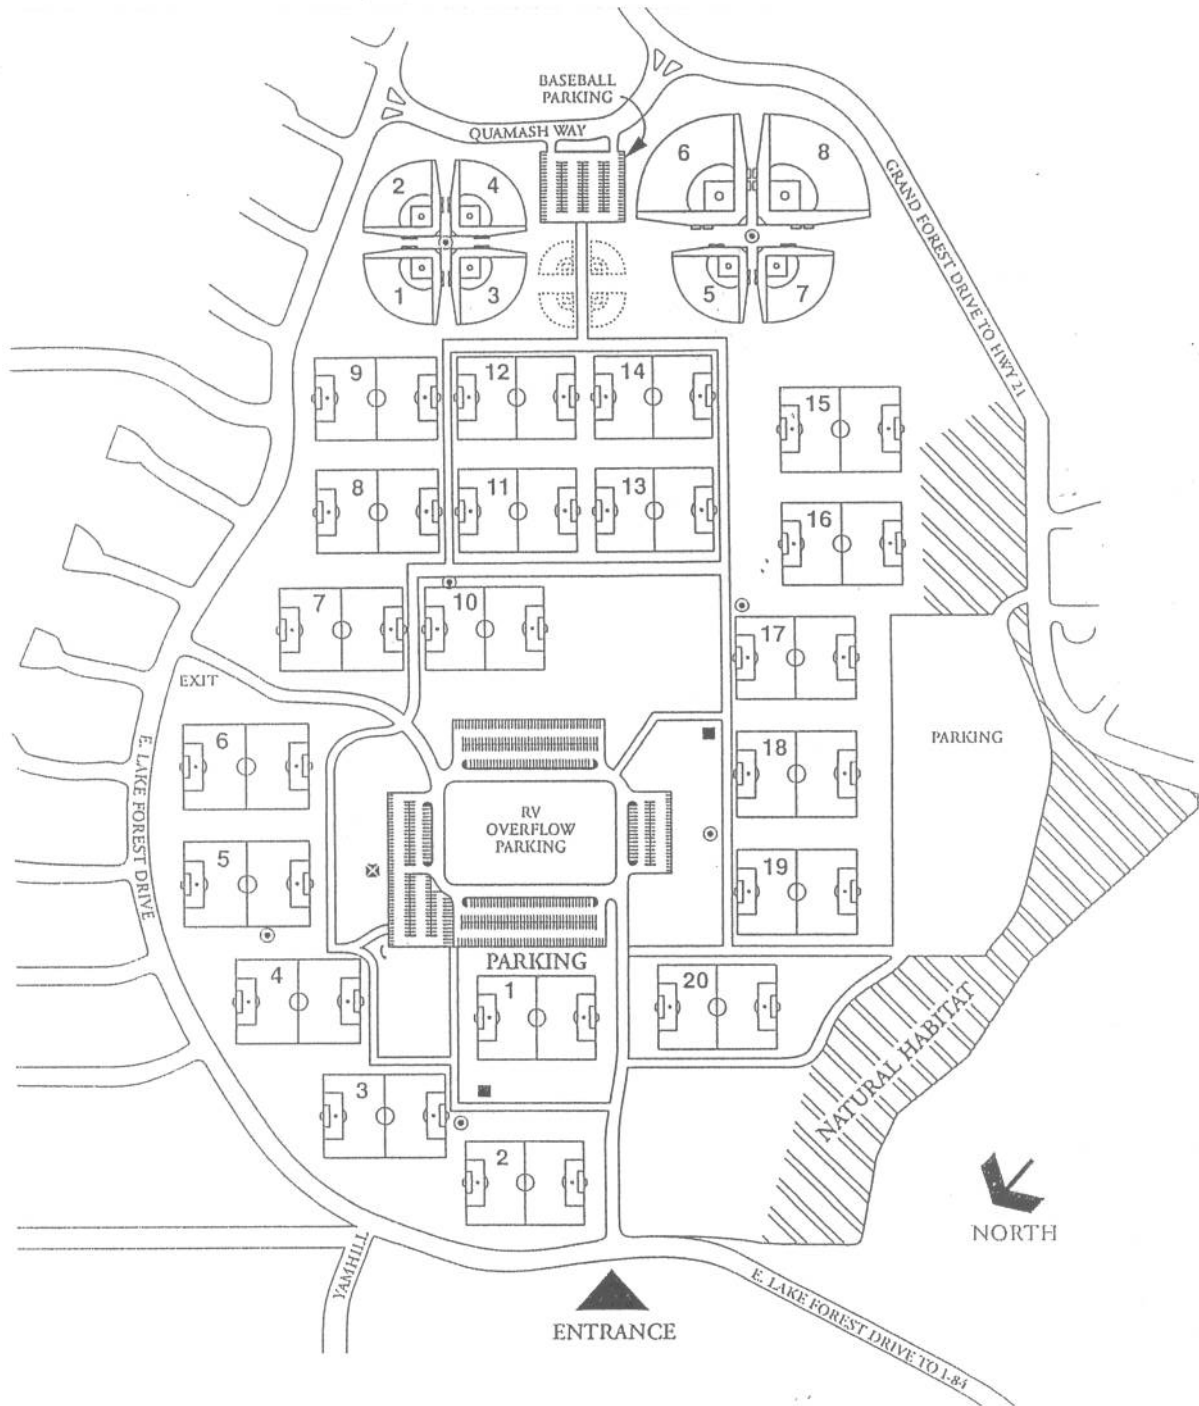 BASEBALL
PARKING
QUAMASH WAY
6
8
2
4
1
3
5
7
GRAND FOREST DRIVE TO HWY 21
9
12
14
15
8
11
13
16
7
10
17
EXIT
6
18
PARKING
E. LAKE FOREST DRIVE
RV
OVERFLOW
PARKING
5
19
PARKING
4
1
20
NATURAL HABITAT
3
2
NORTH
YAMHILL
ENTRANCE
E. LAKE FOREST DRIVE TO I-84